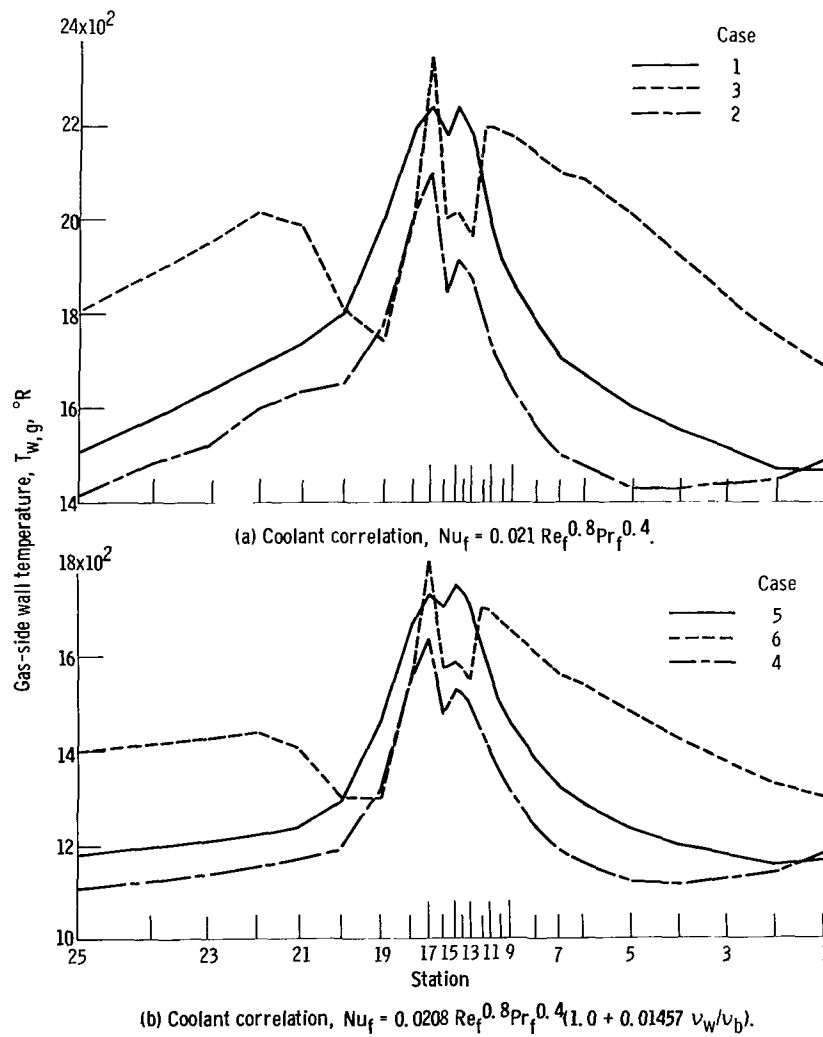 24x10²
22
20
18
16
14
Case
1
3
2
(a) Coolant correlation, Nu_f = 0.021 Re_f^0.8 Pr_f^0.4.
Gas-side wall temperature, T_w,g, °R
18x10²
16
14
12
10
Case
5
6
4
25 23 21 19 17 15 13 11 9 7 5 3 1
Station
(b) Coolant correlation, Nu_f = 0.0208 Re_f^0.8 Pr_f^0.4 (1.0 + 0.01457 ν_w/ν_b).